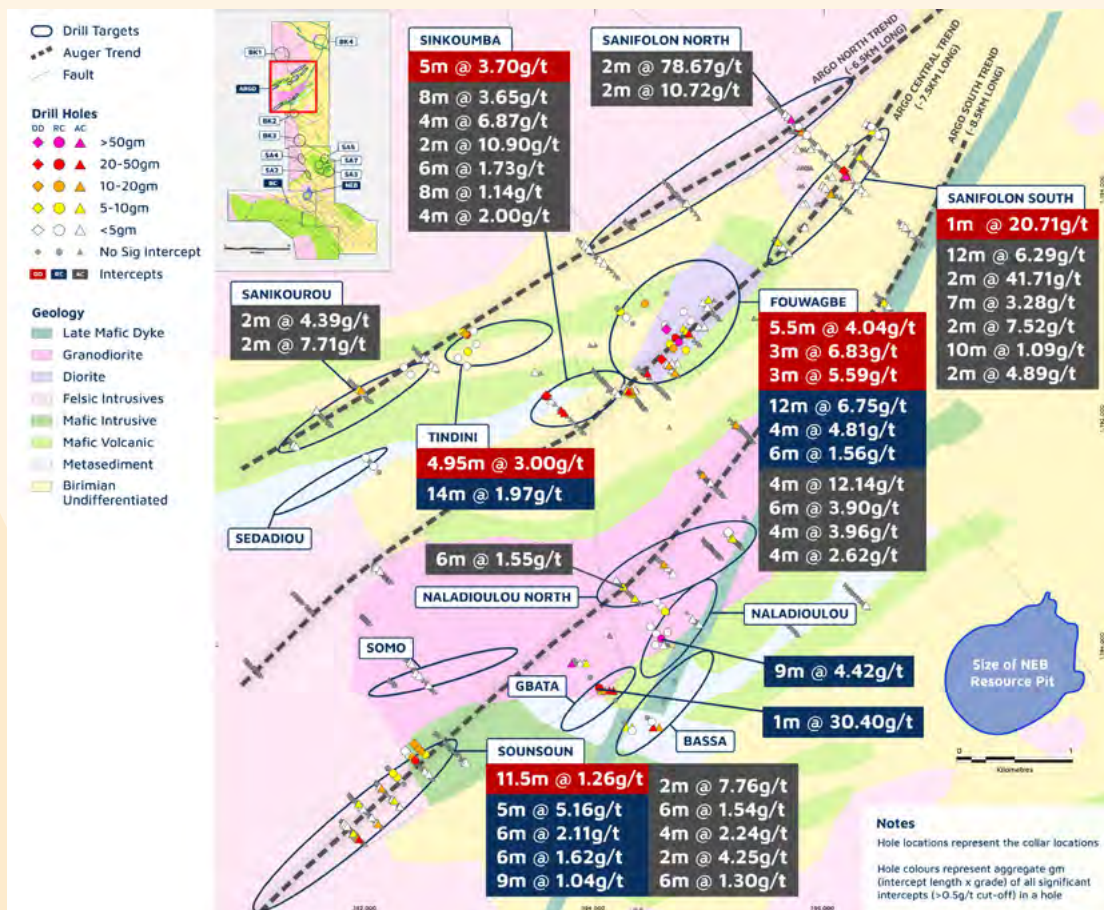 Drill Targets
Auger Trend
Fault
Drill Holes
DD RC AC
>50gm
20-50gm
10-20gm
5-10gm
<5gm
No Sig Intercept
DD RC AC Intercepts
Geology
Late Mafic Dyke
Granodiorite
Diorite
Felsic Intrusives
Mafic Intrusive
Mafic Volcanic
Metasediment
Birimian
Undifferentiated
BK1
BK4
ARGO
BK2
BK3
SA4
SA7
NEB
SINKOUMBA
5m @ 3.70g/t
8m @ 3.65g/t
4m @ 6.87g/t
2m @ 10.90g/t
6m @ 1.73g/t
8m @ 1.14g/t
4m @ 2.00g/t
SANIFOLON NORTH
2m @ 78.67g/t
2m @ 10.72g/t
ARGO NORTH TREND
(~6.5KM LONG)
ARGO CENTRAL TREND
(~7.5KM LONG)
ARGO SOUTH TREND
(~8.5KM LONG)
SANIFOLON SOUTH
1m @ 20.71g/t
12m @ 6.29g/t
2m @ 41.71g/t
7m @ 3.28g/t
2m @ 7.52g/t
10m @ 1.09g/t
2m @ 4.89g/t
SANIKOUROU
2m @ 4.39g/t
2m @ 7.71g/t
FOUWAGBE
5.5m @ 4.04g/t
3m @ 6.83g/t
3m @ 5.59g/t
12m @ 6.75g/t
4m @ 4.81g/t
6m @ 1.56g/t
4m @ 12.14g/t
6m @ 3.90g/t
4m @ 3.96g/t
4m @ 2.62g/t
TINDINI
4.95m @ 3.00g/t
14m @ 1.97g/t
SEDADIOU
6m @ 1.55g/t
NALADIOULOU NORTH
NALADIOULOU
9m @ 4.42g/t
SOMO
GBATA
1m @ 30.40g/t
BASSA
Size of NEB
Resource Pit
0 1
Kilometres
SOUNSOUN
11.5m @ 1.26g/t
5m @ 5.16g/t
6m @ 2.11g/t
6m @ 1.62g/t
9m @ 1.04g/t
2m @ 7.76g/t
6m @ 1.54g/t
4m @ 2.24g/t
2m @ 4.25g/t
6m @ 1.30g/t
Notes
Hole locations represent the collar locations
Hole colours represent aggregate gm
(intercept length x grade) of all significant
intercepts (>0.5g/t cut-off) in a hole